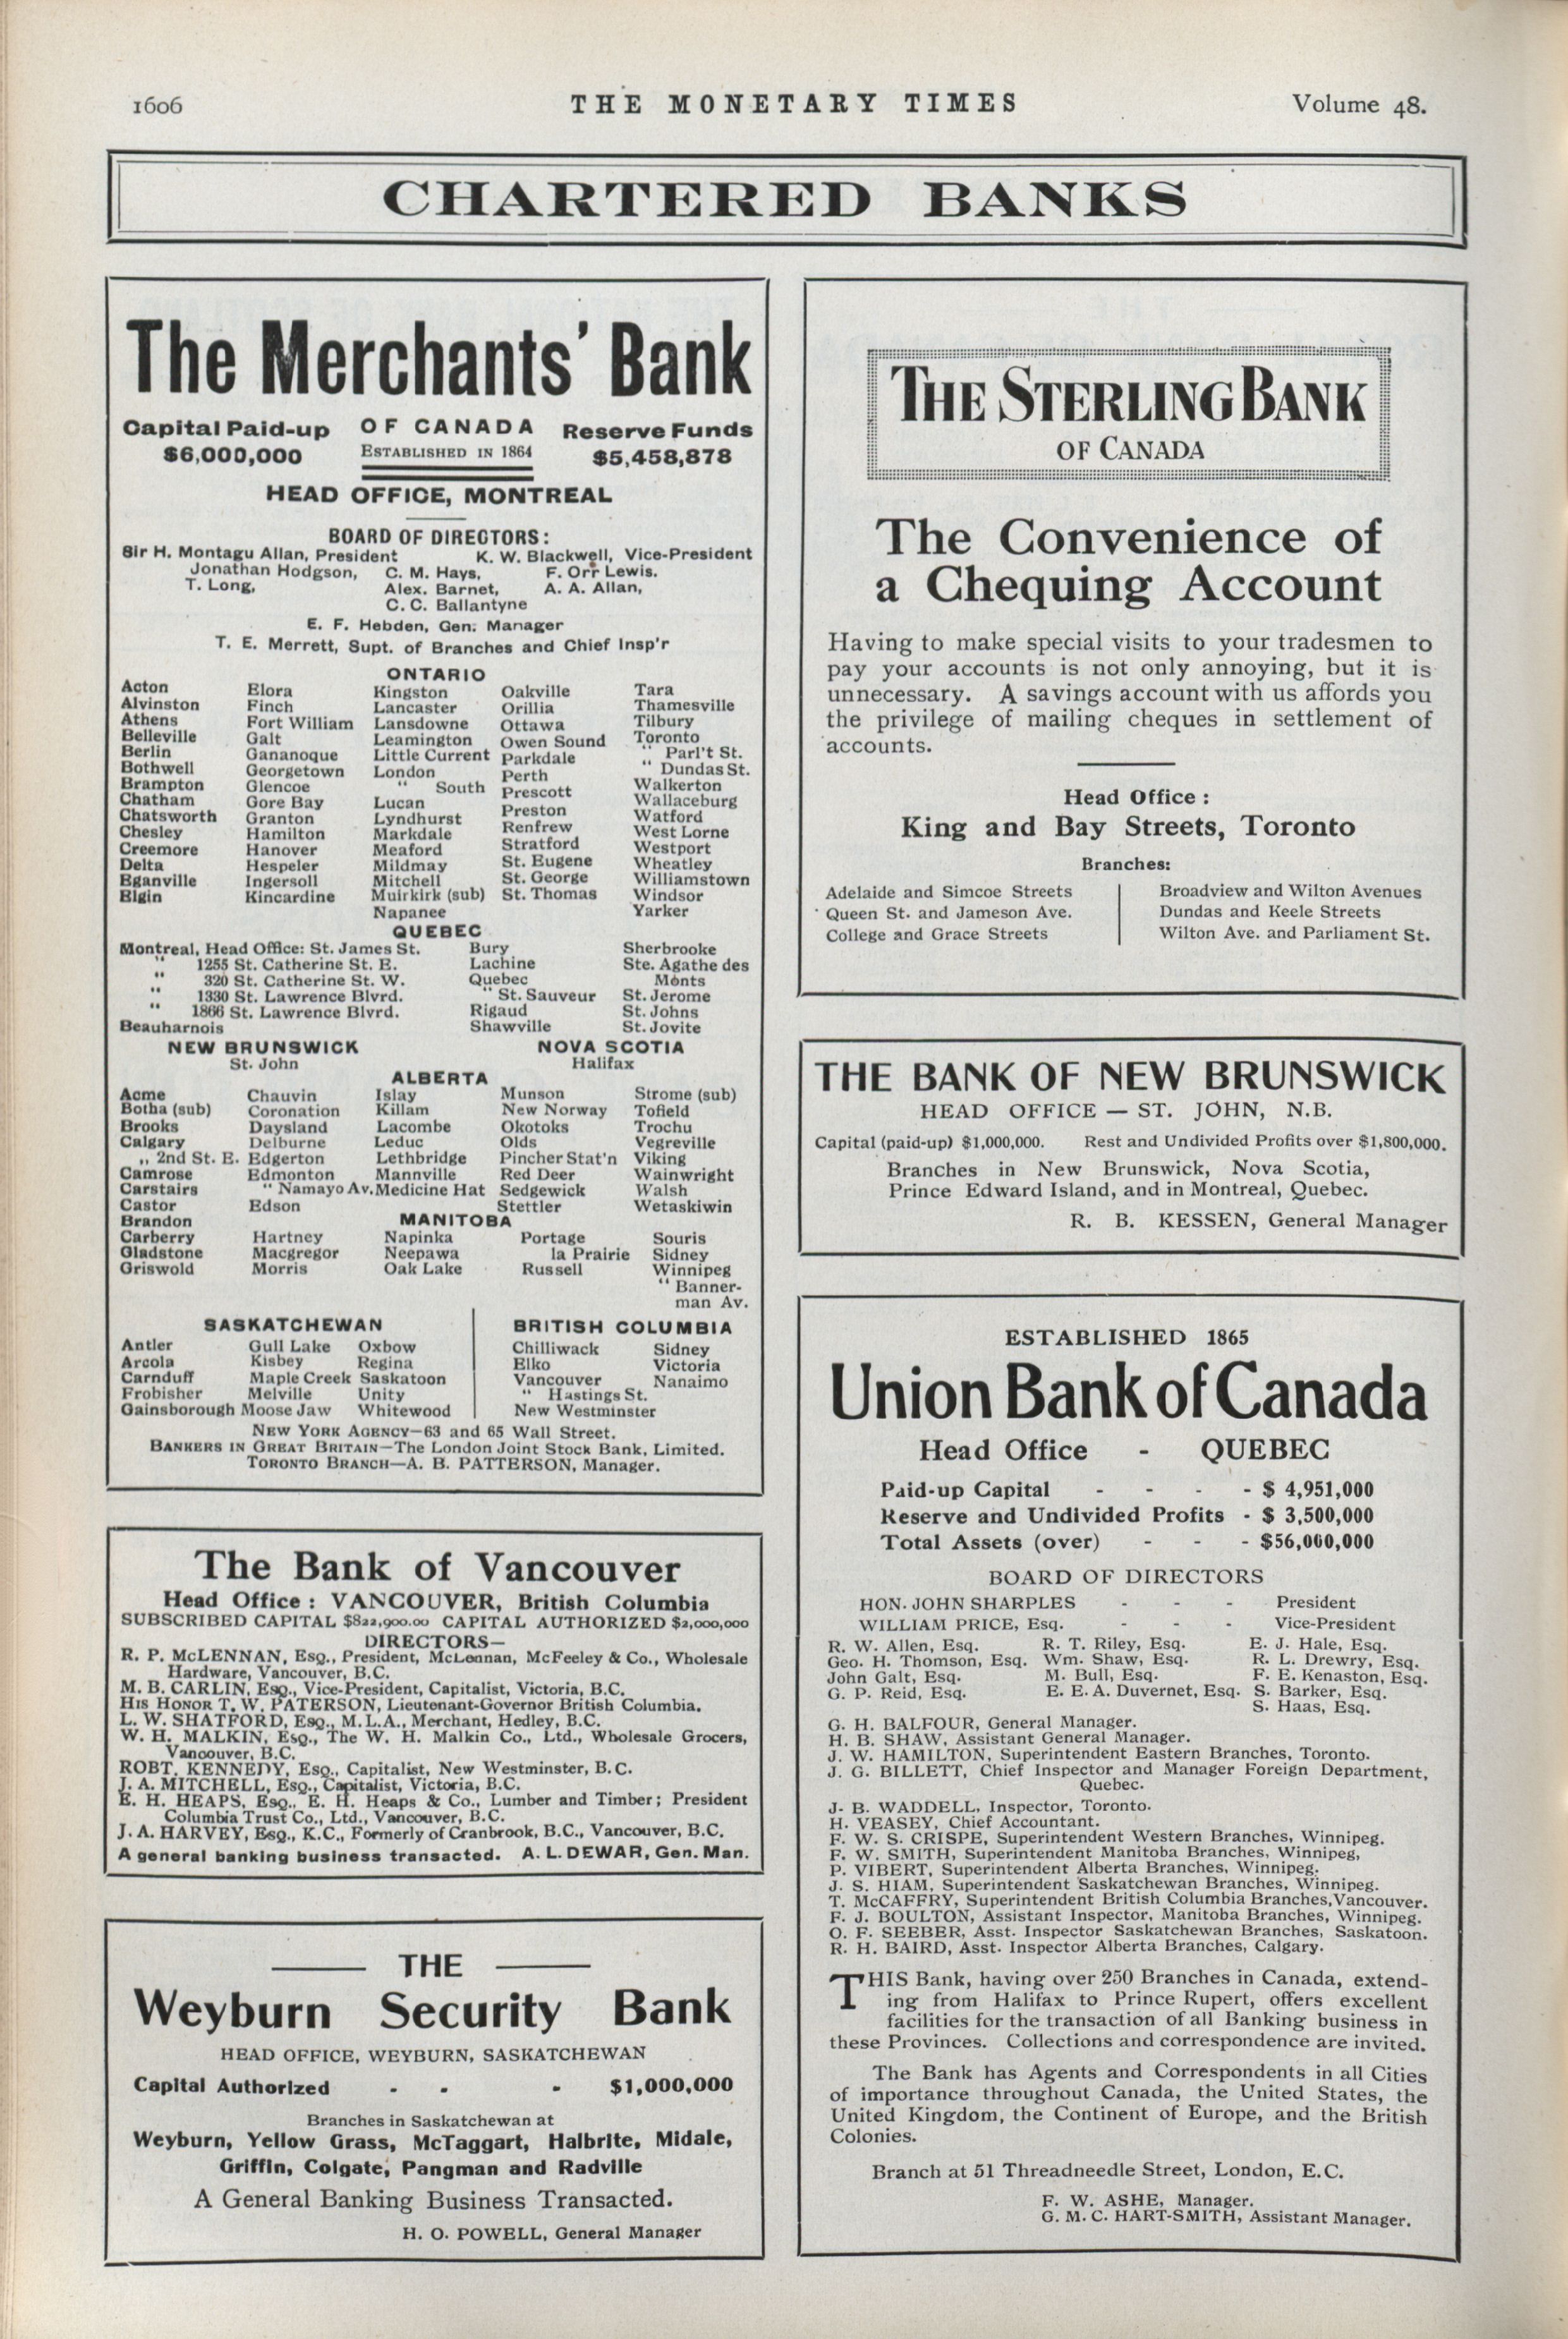 1606 THE MONETARY TIMES Volume 48.
CHARTERED BANKS
The Merchants' Bank
Capital Paid-up OF CANADA Reserve Funds
$6,000,000 ESTABLISHED IN 1864 $5,458,878
HEAD OFFICE, MONTREAL
BOARD OF DIRECTORS:
Sir H. Montagu Allan, President K. W. Blackwell, Vice-President
Jonathan Hodgson, C. M. Hays, F. Orr Lewis.
T. Long, Alex. Barnet, A. A. Allan,
C. C. Ballantyne
E. F. Hebden, Gen. Manager
T. E. Merrett, Supt. of Branches and Chief Insp'r
ONTARIO
Acton Elora Kingston Oakville Tara
Alvinston Finch Lancaster Orillia Thamesville
Athens Fort William Lansdowne Ottawa Tilbury
Belleville Galt Leamington Owen Sound Toronto
Berlin Gananoque Little Current Parkdale " Parl't St.
Bothwell Georgetown London Perth " Dundas St.
Brampton Glencoe " South Prescott Walkerton
Chatham Gore Bay Lucan Preston Wallaceburg
Chatsworth Granton Lyndhurst Renfrew Watford
Chesley Hamilton Markdale Stratford West Lorne
Creemore Hanover Meaford St. Eugene Westport
Delta Hespeler Mildmay St. George Wheatley
Eganville Ingersoll Mitchell St. Thomas Williamstown
Elgin Kincardine Muirkirk (sub) Windsor
Napanee Yarker
QUEBEC
Montreal, Head Office: St. James St. Bury Sherbrooke
" 1255 St. Catherine St. E. Lachine Ste. Agathe des
" 320 St. Catherine St. W. Quebec Monts
" 1330 St. Lawrence Blvrd. " St. Sauveur St. Jerome
" 1866 St. Lawrence Blvrd. Rigaud St. Johns
Beauharnois Shawville St. Jovite
NEW BRUNSWICK NOVA SCOTIA
St. John Halifax
ALBERTA
Acme Chauvin Islay Munson Strome (sub)
Botha (sub) Coronation Killam New Norway Tofield
Brooks Daysland Lacombe Okotoks Trochu
Calgary Delburne Leduc Olds Vegreville
,, 2nd St. E. Edgerton Lethbridge Pincher Stat'n Viking
Camrose Edmonton Mannville Red Deer Wainwright
Carstairs " Namayo Av. Medicine Hat Sedgewick Walsh
Castor Edson Stettler Wetaskiwin
Brandon MANITOBA
Carberry Hartney Napinka Portage Souris
Gladstone Macgregor Neepawa la Prairie Sidney
Griswold Morris Oak Lake Russell Winnipeg
" Banner-
man Av.
SASKATCHEWAN BRITISH COLUMBIA
Antler Gull Lake Oxbow Chilliwack Sidney
Arcola Kisbey Regina Elko Victoria
Carnduff Maple Creek Saskatoon Vancouver Nanaimo
Frobisher Melville Unity " Hastings St.
Gainsborough Moose Jaw Whitewood New Westminster
NEW YORK AGENCY—63 and 65 Wall Street.
BANKERS IN GREAT BRITAIN—The London Joint Stock Bank, Limited.
TORONTO BRANCH—A. B. PATTERSON, Manager.
The Bank of Vancouver
Head Office: VANCOUVER, British Columbia
SUBSCRIBED CAPITAL $822,900.00 CAPITAL AUTHORIZED $2,000,000
DIRECTORS—
R. P. McLENNAN, Esq., President, McLennan, McFeeley & Co., Wholesale
Hardware, Vancouver, B.C.
M. B. CARLIN, Esq., Vice-President, Capitalist, Victoria, B.C.
HIS HONOR T. W. PATERSON, Lieutenant-Governor British Columbia.
L. W. SHATFORD, Esq., M.L.A., Merchant, Hedley, B.C.
W. H. MALKIN, Esq., The W. H. Malkin Co., Ltd., Wholesale Grocers,
Vancouver, B.C.
ROBT. KENNEDY, Esq., Capitalist, New Westminster, B.C.
J. A. MITCHELL, Esq., Capitalist, Victoria, B.C.
E. H. HEAPS, Esq., E. H. Heaps & Co., Lumber and Timber; President
Columbia Trust Co., Ltd., Vancouver, B.C.
J. A. HARVEY, Esq., K.C., Formerly of Cranbrook, B.C., Vancouver, B.C.
A general banking business transacted. A. L. DEWAR, Gen. Man.
THE
Weyburn Security Bank
HEAD OFFICE, WEYBURN, SASKATCHEWAN
Capital Authorized - - - $1,000,000
Branches in Saskatchewan at
Weyburn, Yellow Grass, McTaggart, Halbrite, Midale,
Griffin, Colgate, Pangman and Radville
A General Banking Business Transacted.
H. O. POWELL, General Manager
THE STERLING BANK
OF CANADA
The Convenience of
a Chequing Account
Having to make special visits to your tradesmen to
pay your accounts is not only annoying, but it is
unnecessary. A savings account with us affords you
the privilege of mailing cheques in settlement of
accounts.
Head Office:
King and Bay Streets, Toronto
Branches:
Adelaide and Simcoe Streets Broadview and Wilton Avenues
Queen St. and Jameson Ave. Dundas and Keele Streets
College and Grace Streets Wilton Ave. and Parliament St.
THE BANK OF NEW BRUNSWICK
HEAD OFFICE — ST. JOHN, N.B.
Capital (paid-up) $1,000,000. Rest and Undivided Profits over $1,800,000.
Branches in New Brunswick, Nova Scotia,
Prince Edward Island, and in Montreal, Quebec.
R. B. KESSEN, General Manager
ESTABLISHED 1865
Union Bank of Canada
Head Office - QUEBEC
Paid-up Capital - - - - $ 4,951,000
Reserve and Undivided Profits - $ 3,500,000
Total Assets (over) - - - $56,000,000
BOARD OF DIRECTORS
HON. JOHN SHARPLES - - - President
WILLIAM PRICE, Esq. - - - Vice-President
R. W. Allen, Esq. R. T. Riley, Esq. E. J. Hale, Esq.
Geo. H. Thomson, Esq. Wm. Shaw, Esq. R. L. Drewry, Esq.
John Galt, Esq. M. Bull, Esq. F. E. Kenaston, Esq.
G. P. Reid, Esq. E. E. A. Duvernet, Esq. S. Barker, Esq.
S. Haas, Esq.
G. H. BALFOUR, General Manager.
H. B. SHAW, Assistant General Manager.
J. W. HAMILTON, Superintendent Eastern Branches, Toronto.
J. G. BILLETT, Chief Inspector and Manager Foreign Department,
Quebec.
J. B. WADDELL, Inspector, Toronto.
H. VEASEY, Chief Accountant.
F. W. S. CRISPE, Superintendent Western Branches, Winnipeg.
F. W. SMITH, Superintendent Manitoba Branches, Winnipeg,
P. VIBERT, Superintendent Alberta Branches, Winnipeg.
J. S. HIAM, Superintendent Saskatchewan Branches, Winnipeg.
T. McCAFFRY, Superintendent British Columbia Branches, Vancouver.
F. J. BOULTON, Assistant Inspector, Manitoba Branches, Winnipeg.
O. F. SEEBER, Asst. Inspector Saskatchewan Branches, Saskatoon.
R. H. BAIRD, Asst. Inspector Alberta Branches, Calgary.
THIS Bank, having over 250 Branches in Canada, extend-
ing from Halifax to Prince Rupert, offers excellent
facilities for the transaction of all Banking business in
these Provinces. Collections and correspondence are invited.
The Bank has Agents and Correspondents in all Cities
of importance throughout Canada, the United States, the
United Kingdom, the Continent of Europe, and the British
Colonies.
Branch at 51 Threadneedle Street, London, E.C.
F. W. ASHE, Manager.
G. M. C. HART-SMITH, Assistant Manager.